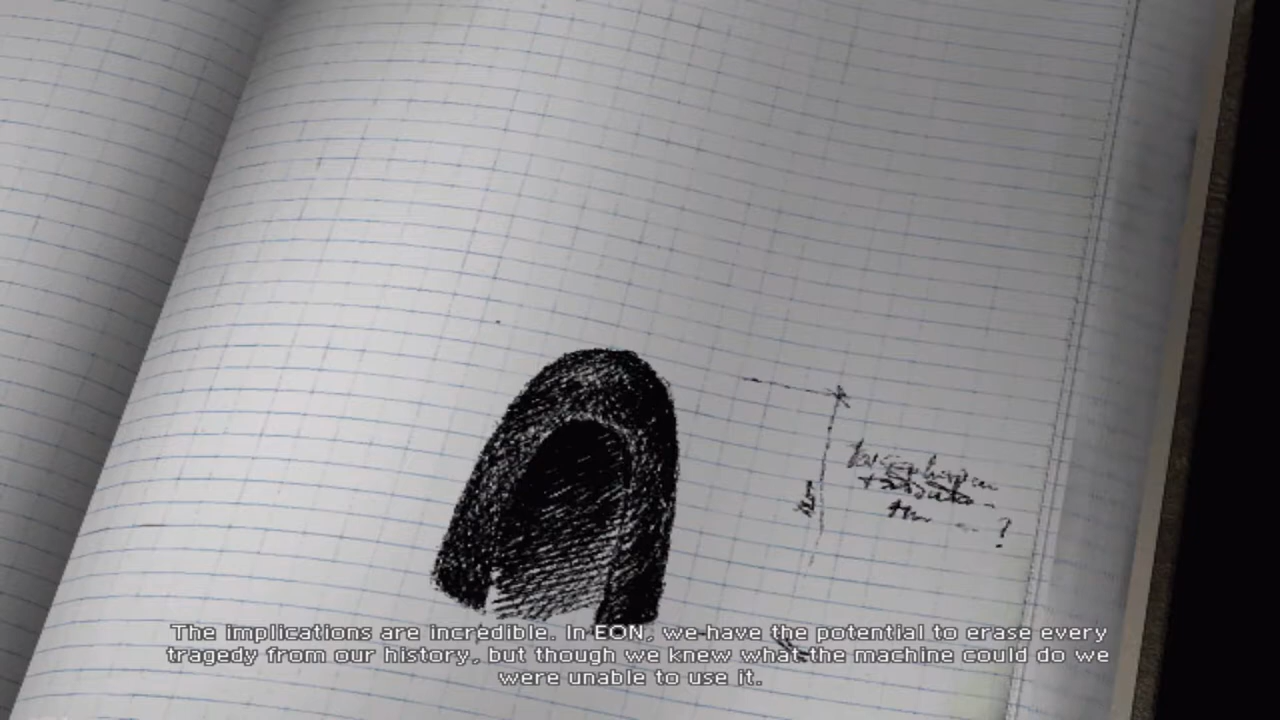 The implications are incredible. In EON, we have the potential to erase every
tragedy from our history, but though we knew what the machine could do we
were unable to use it.